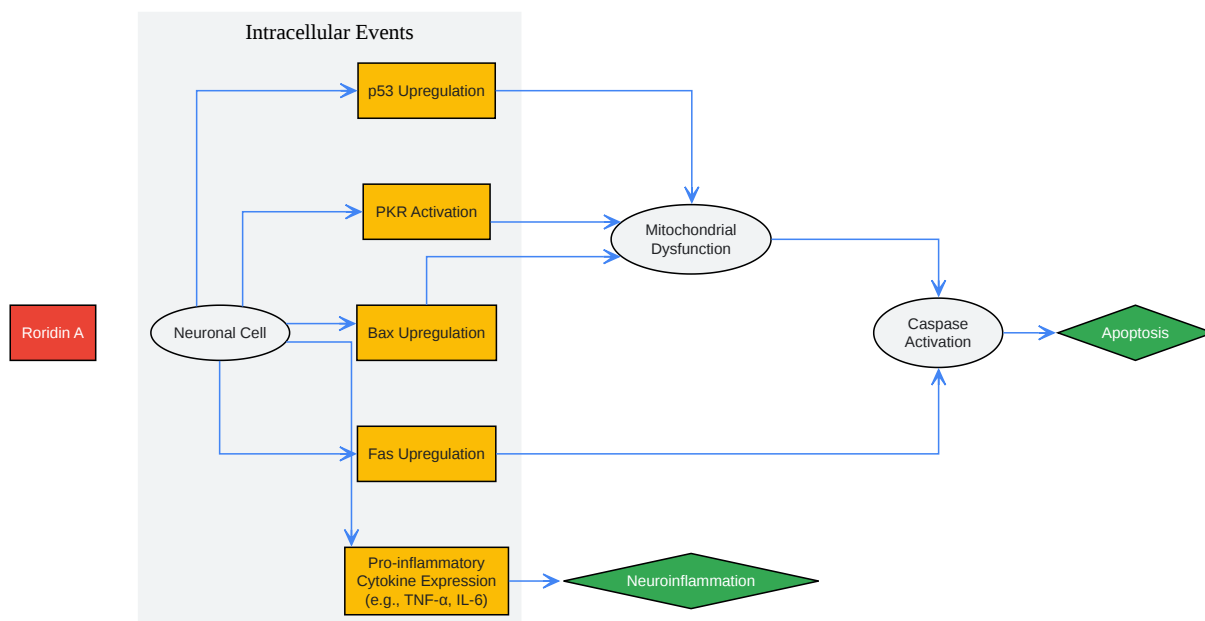 Intracellular Events
p53 Upregulation
PKR Activation
Mitochondrial
Dysfunction
Roridin A
Neuronal Cell
Bax Upregulation
Caspase
Activation
Apoptosis
Fas Upregulation
Pro-inflammatory
Cytokine Expression
(e.g., TNF-α, IL-6)
Neuroinflammation